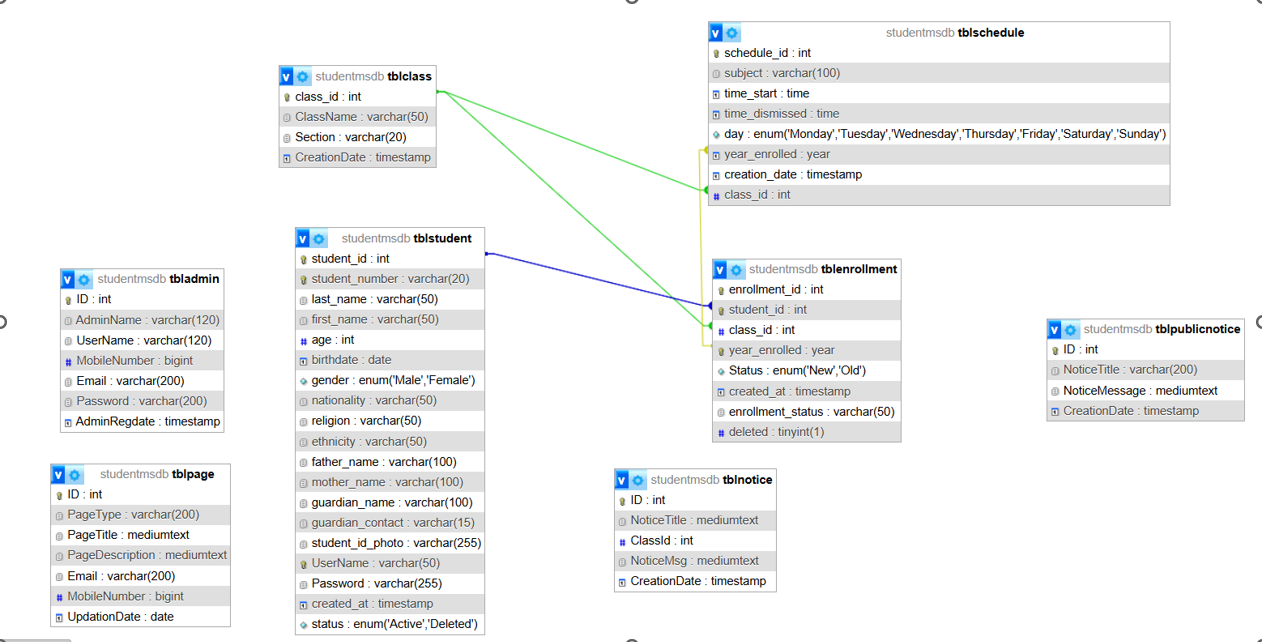 studentmsdb tblschedule
schedule_id : int
subject : varchar(100)
time_start : time
time_dismissed : time
day : enum('Monday','Tuesday','Wednesday','Thursday','Friday','Saturday','Sunday')
year_enrolled : year
creation_date : timestamp
class_id : int
studentmsdb tblclass
class_id : int
ClassName : varchar(50)
Section : varchar(20)
CreationDate : timestamp
studentmsdb tblstudent
student_id : int
student_number : varchar(20)
last_name : varchar(50)
first_name : varchar(50)
age : int
birthdate : date
gender : enum('Male','Female')
nationality : varchar(50)
religion : varchar(50)
ethnicity : varchar(50)
father_name : varchar(100)
mother_name : varchar(100)
guardian_name : varchar(100)
guardian_contact : varchar(15)
student_id_photo : varchar(255)
UserName : varchar(50)
Password : varchar(255)
created_at : timestamp
status : enum('Active','Deleted')
studentmsdb tblenrollment
enrollment_id : int
student_id : int
class_id : int
year_enrolled : year
Status : enum('New','Old')
created_at : timestamp
enrollment_status : varchar(50)
deleted : tinyint(1)
studentmsdb tbladmin
ID : int
AdminName : varchar(120)
UserName : varchar(120)
MobileNumber : bigint
Email : varchar(200)
Password : varchar(200)
AdminRegdate : timestamp
studentmsdb tblpublicnotice
ID : int
NoticeTitle : varchar(200)
NoticeMessage : mediumtext
CreationDate : timestamp
studentmsdb tblpage
ID : int
PageType : varchar(200)
PageTitle : mediumtext
PageDescription : mediumtext
Email : varchar(200)
MobileNumber : bigint
UpdationDate : date
studentmsdb tblnotice
ID : int
NoticeTitle : mediumtext
ClassId : int
NoticeMsg : mediumtext
CreationDate : timestamp